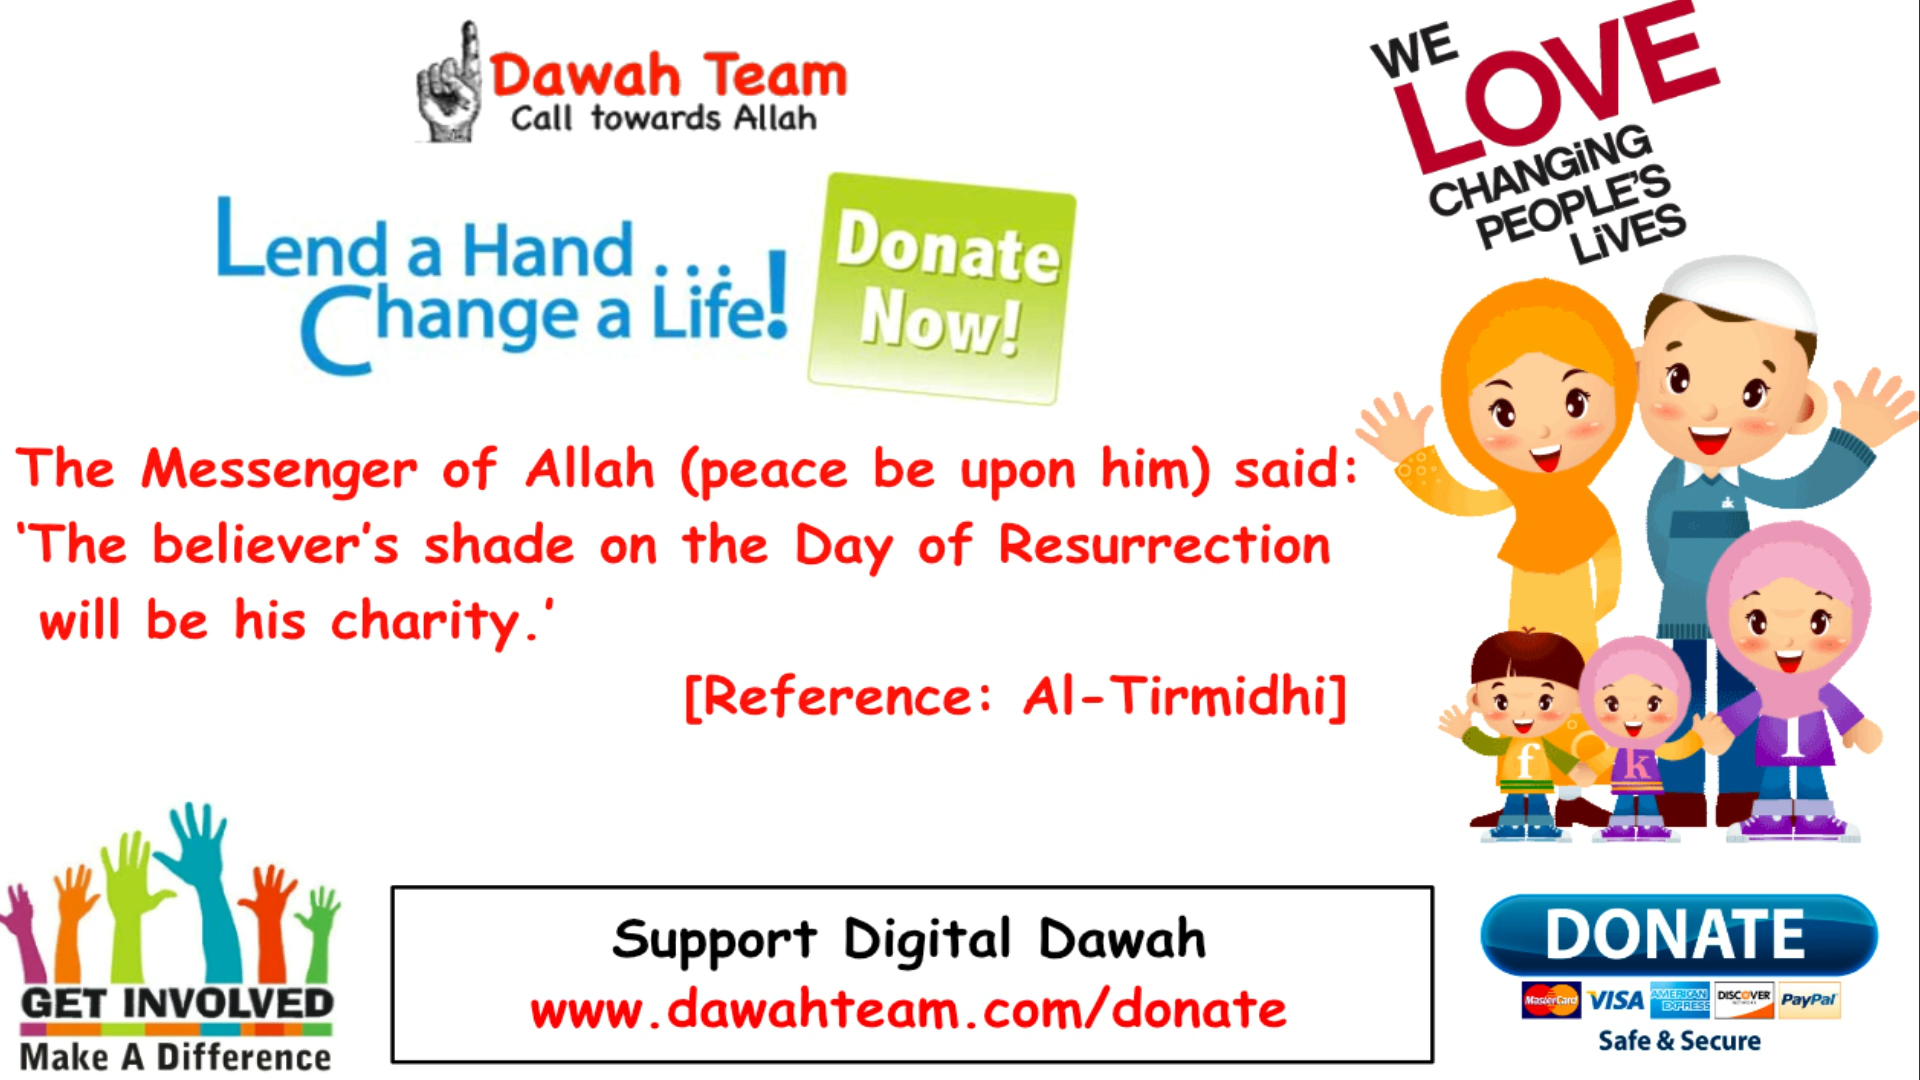 Dawah Team
Call towards Allah
WE
LOVE
CHANGiNG
PEOPLE'S
LiVES
Lend a Hand ...
Change a Life!
Donate
Now!
The Messenger of Allah (peace be upon him) said:
‘The believer’s shade on the Day of Resurrection
will be his charity.’
[Reference: Al-Tirmidhi]
f
k
l
GET INVOLVED
Make A Difference
Support Digital Dawah
www.dawahteam.com/donate
DONATE
MasterCard VISA AMERICAN EXPRESS DISCOVER NETWORK PayPal
Safe & Secure